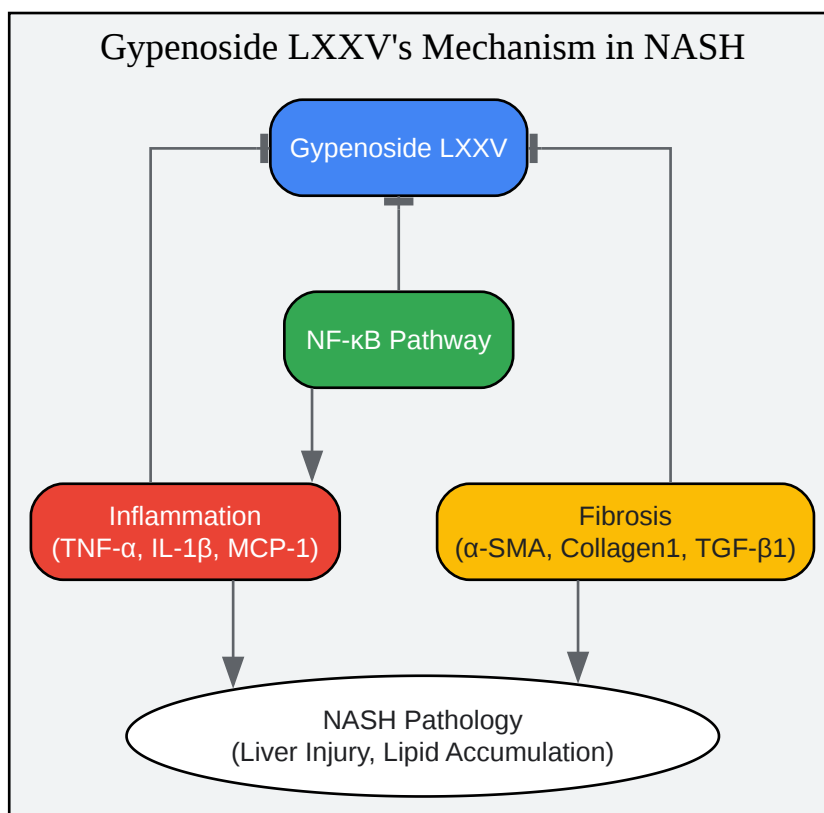 Gypenoside LXXV's Mechanism in NASH
Gypenoside LXXV
NF-κB Pathway
Inflammation
(TNF-α, IL-1β, MCP-1)
Fibrosis
(α-SMA, Collagen1, TGF-β1)
NASH Pathology
(Liver Injury, Lipid Accumulation)